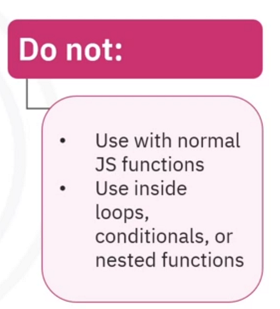 Do not:
• Use with normal
JS functions
• Use inside
loops,
conditionals, or
nested functions